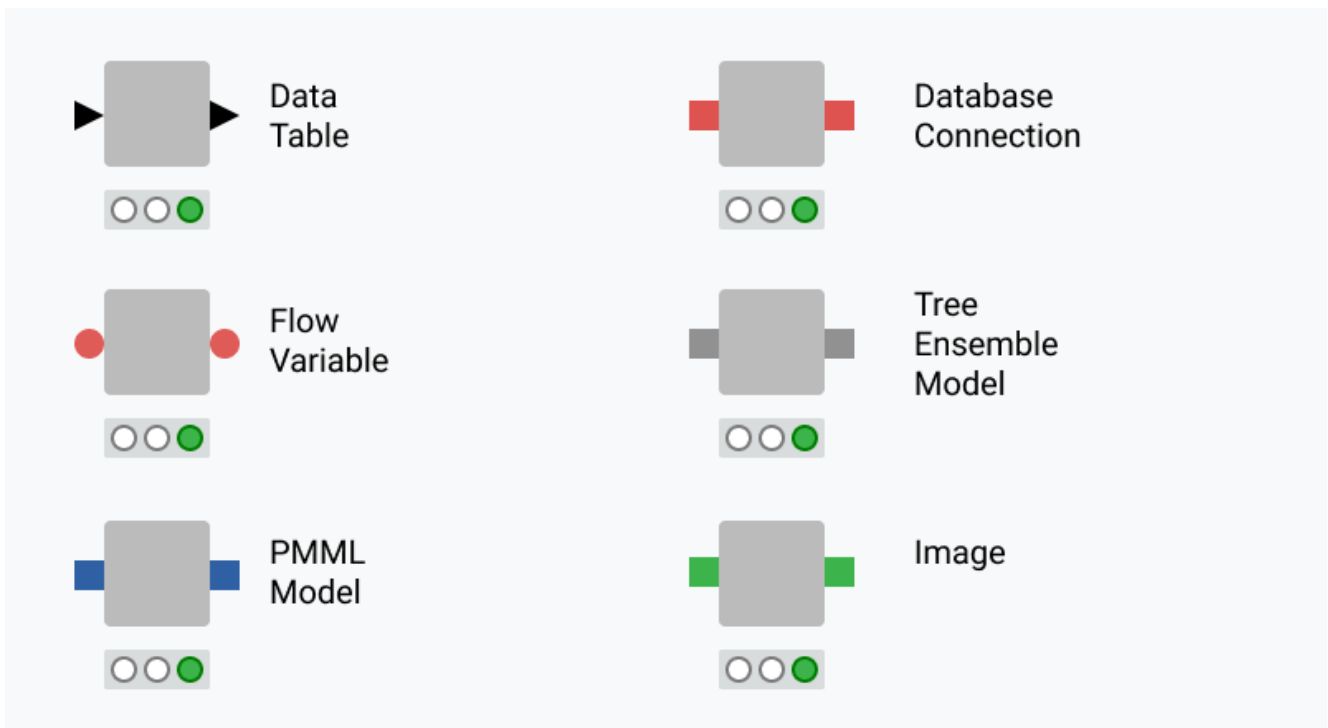 Data
Table
Database
Connection
Flow
Variable
Tree
Ensemble
Model
PMML
Model
Image